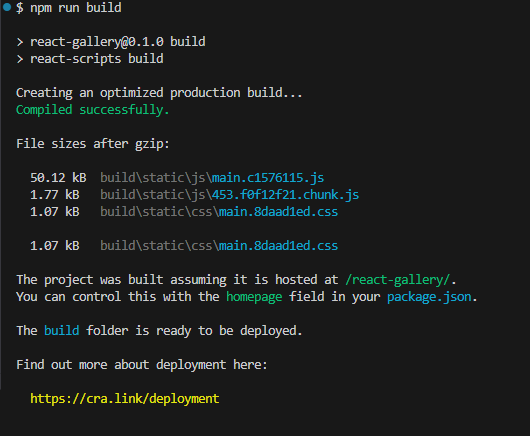 $ npm run build
> react-gallery@0.1.0 build
> react-scripts build
Creating an optimized production build...
Compiled successfully.
File sizes after gzip:
50.12 kB  build\static\js\main.c1576115.js
1.77 kB   build\static\js\453.f0f12f21.chunk.js
1.07 kB   build\static\css\main.8daad1ed.css
1.07 kB   build\static\css\main.8daad1ed.css
The project was built assuming it is hosted at /react-gallery/.
You can control this with the homepage field in your package.json.
The build folder is ready to be deployed.
Find out more about deployment here:
https://cra.link/deployment